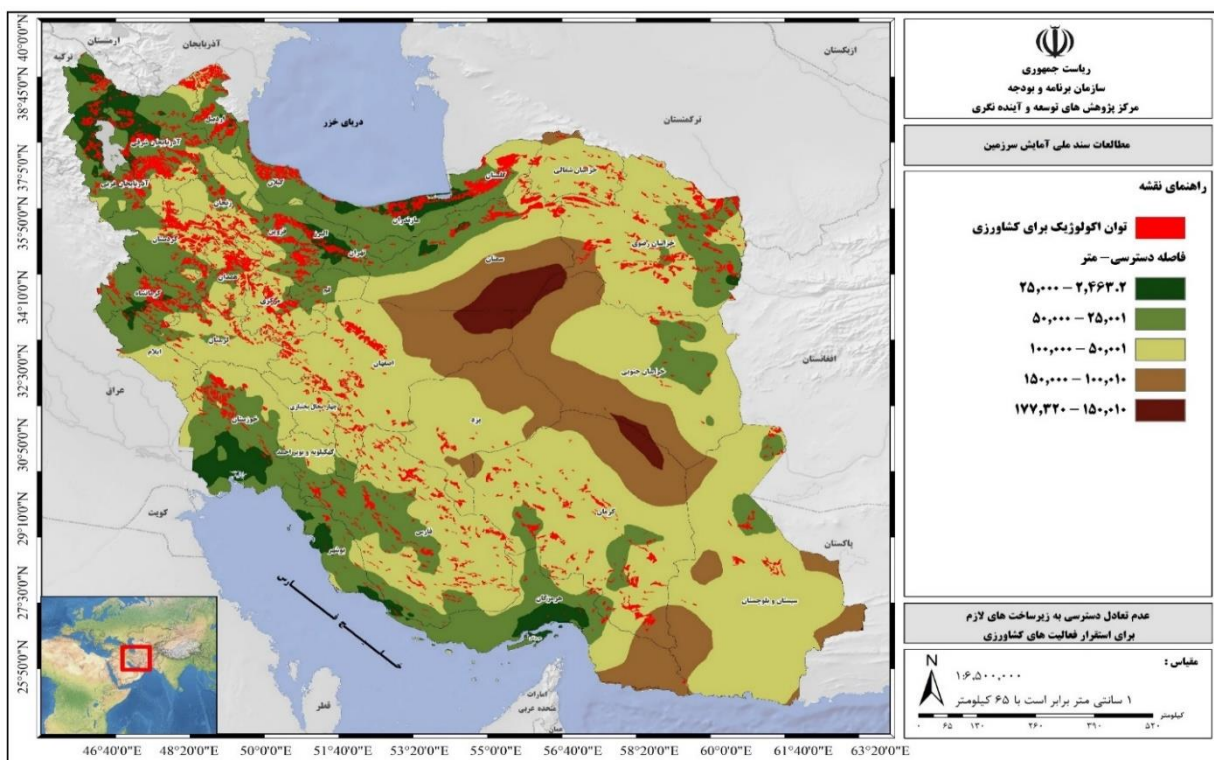 ریاست جمهوری
سازمان برنامه و بودجه
مرکز پژوهش های توسعه و آینده نگری
مطالعات سند ملی آمایش سرزمین
راهنمای نقشه
توان اکولوژیک برای کشاورزی
فاصله دسترسی– متر
۲۵,۰۰۰ – ۲,۴۶۳.۲
۵۰,۰۰۰ – ۲۵,۰۰۱
۱۰۰,۰۰۰ – ۵۰,۰۰۱
۱۵۰,۰۰۰ – ۱۰۰,۰۱۰
۱۷۷,۳۲۰ – ۱۵۰,۰۱۰
عدم تعادل دسترسی به زیرساخت های لازم
برای استقرار فعالیت های کشاورزی
مقیاس :
N
۱:۶,۵۰۰,۰۰۰
۱ سانتی متر برابر است با ۶۵ کیلومتر
کیلومتر
۰ ۶۵ ۱۳۰ ۲۶۰ ۳۹۰ ۵۲۰
ارمنستان
آذربایجان
ترکیه
ازبکستان
ترکمنستان
دریای خزر
اردبیل
آذربایجان شرقی
آذربایجان غربی
گیلان
زنجان
گلستان
خراسان شمالی
مازندران
کردستان
قزوین
البرز
تهران
سمنان
خراسان رضوی
همدان
کرمانشاه
مرکزی
قم
لرستان
ایلام
اصفهان
افغانستان
عراق
خراسان جنوبی
خوزستان
چهارمحال بختیاری
یزد
کهگیلویه و بویراحمد
کویت
کرمان
فارس
بوشهر
پاکستان
سیستان و بلوچستان
هرمزگان
خلیج فارس
قطر
امارات
متحده عربی
عمان
40°0'0"N
38°45'0"N
37°5'0"N
35°50'0"N
34°10'0"N
32°30'0"N
30°50'0"N
29°10'0"N
27°30'0"N
25°50'0"N
46°40'0"E 48°20'0"E 50°0'0"E 51°40'0"E 53°20'0"E 55°0'0"E 56°40'0"E 58°20'0"E 60°0'0"E 61°40'0"E 63°20'0"E